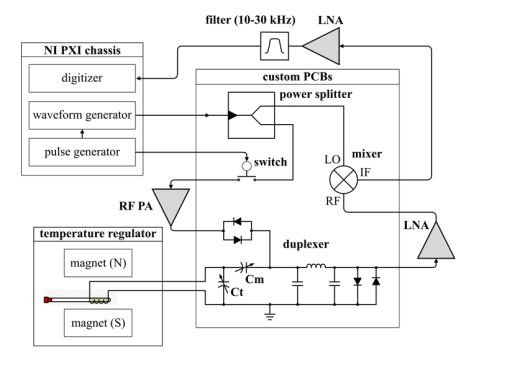 filter (10-30 kHz)
LNA
NI PXI chassis
digitizer
custom PCBs
power splitter
waveform generator
pulse generator
switch
LO
mixer
IF
RF
RF PA
LNA
temperature regulator
duplexer
magnet (N)
Cm
Ct
magnet (S)